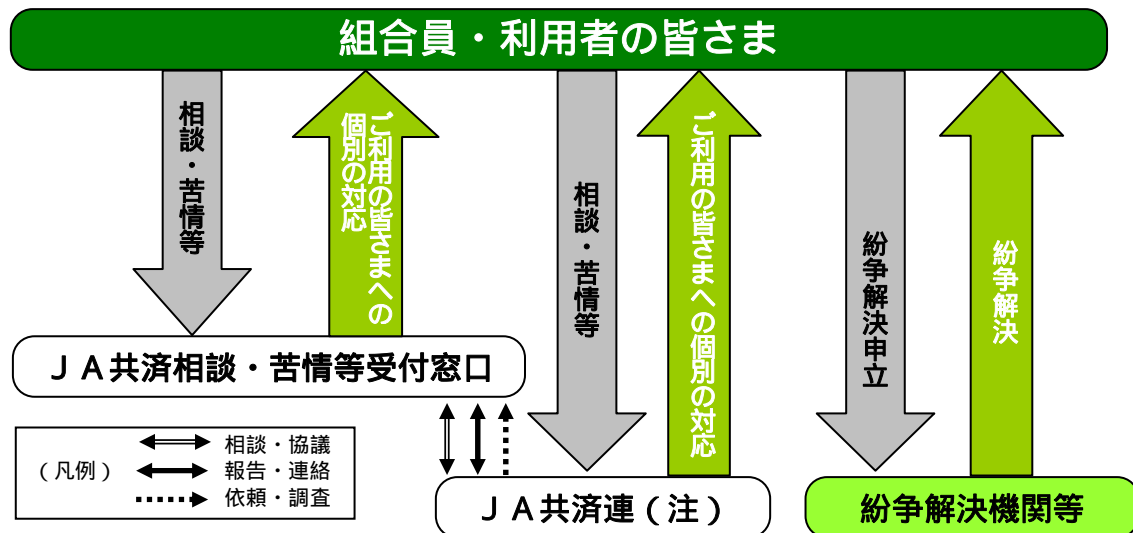 組合員・利用者の皆さま
相談・苦情等
ご利用の皆さまへの
個別の対応
相談・苦情等
ご利用の皆さまへの個別の対応
紛争解決申立
紛争解決
ＪＡ共済相談・苦情等受付窓口
（凡例）
相談・協議
報告・連絡
依頼・調査
ＪＡ共済連（注）
紛争解決機関等